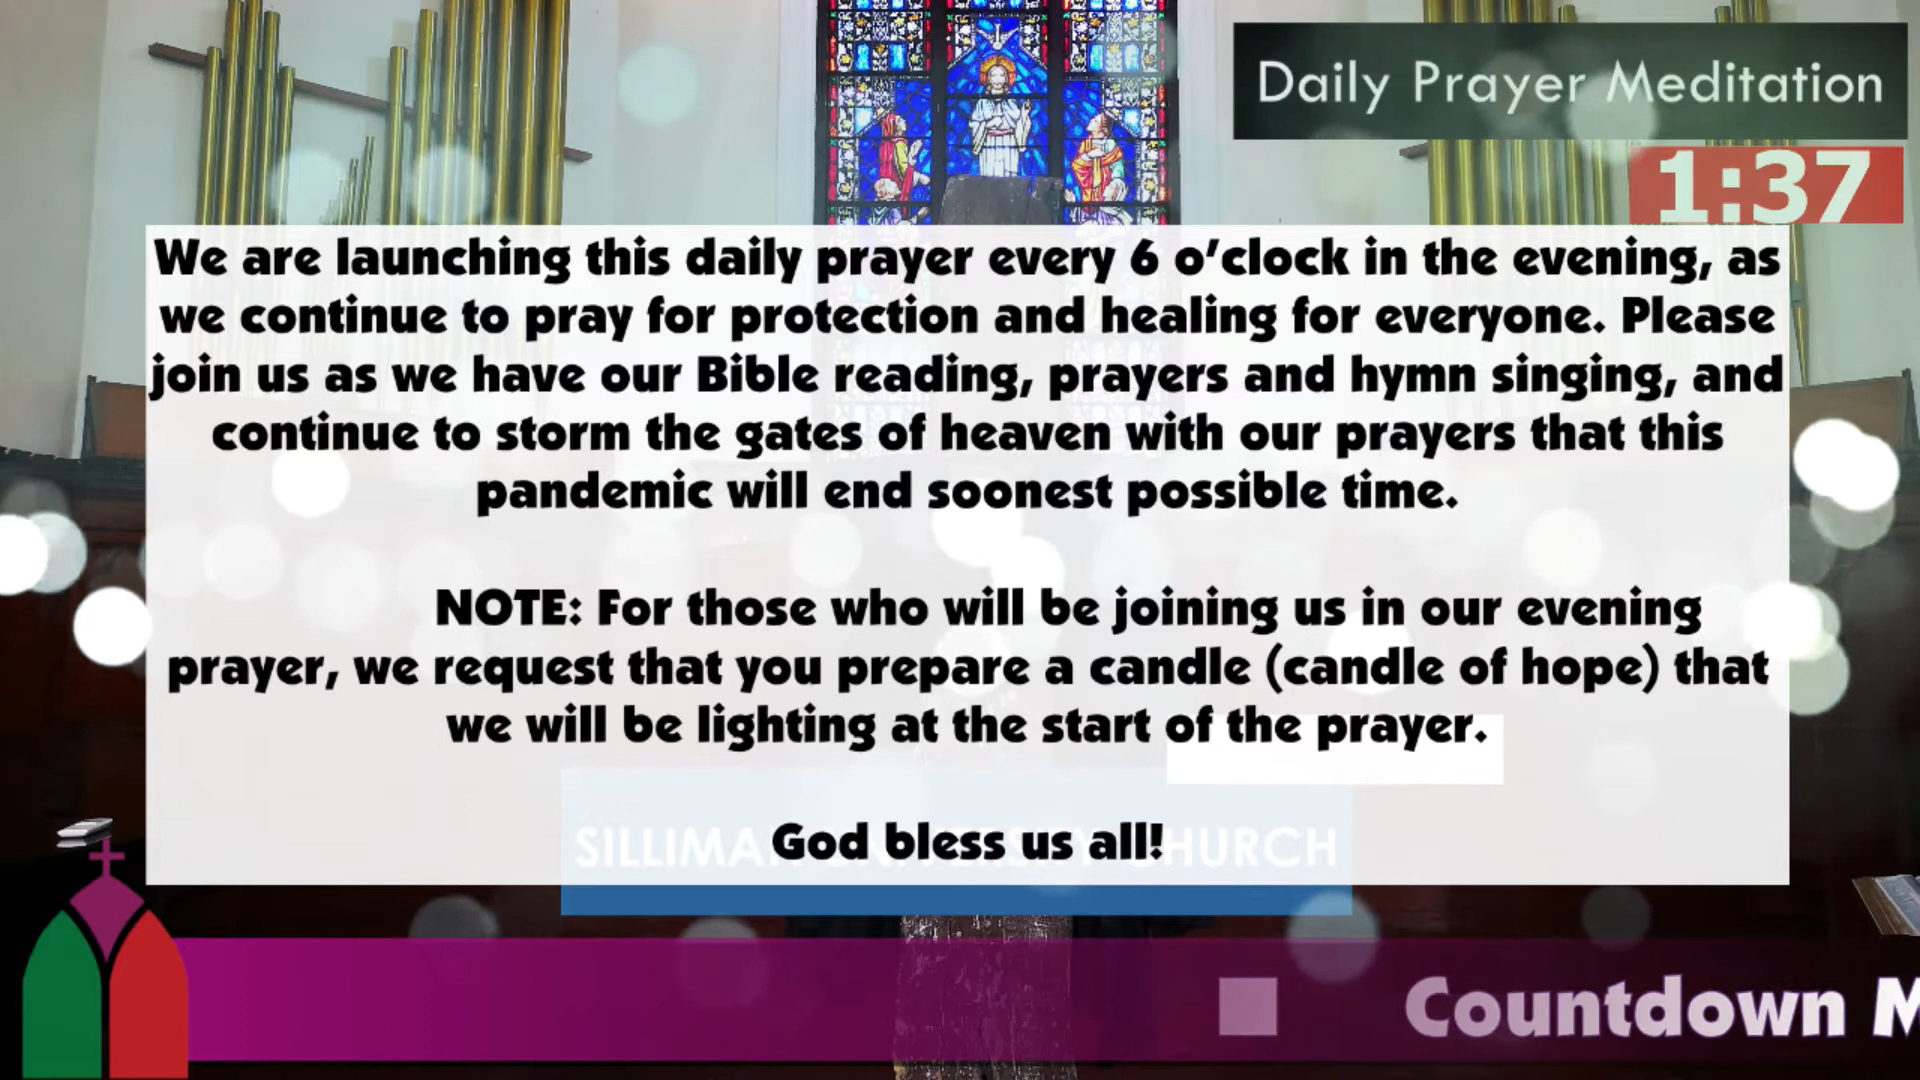 Daily Prayer Meditation
1:37
We are launching this daily prayer every 6 o’clock in the evening, as
we continue to pray for protection and healing for everyone. Please
join us as we have our Bible reading, prayers and hymn singing, and
continue to storm the gates of heaven with our prayers that this
pandemic will end soonest possible time.
NOTE: For those who will be joining us in our evening
prayer, we request that you prepare a candle (candle of hope) that
we will be lighting at the start of the prayer.
God bless us all!
CHURCH
Countdown M